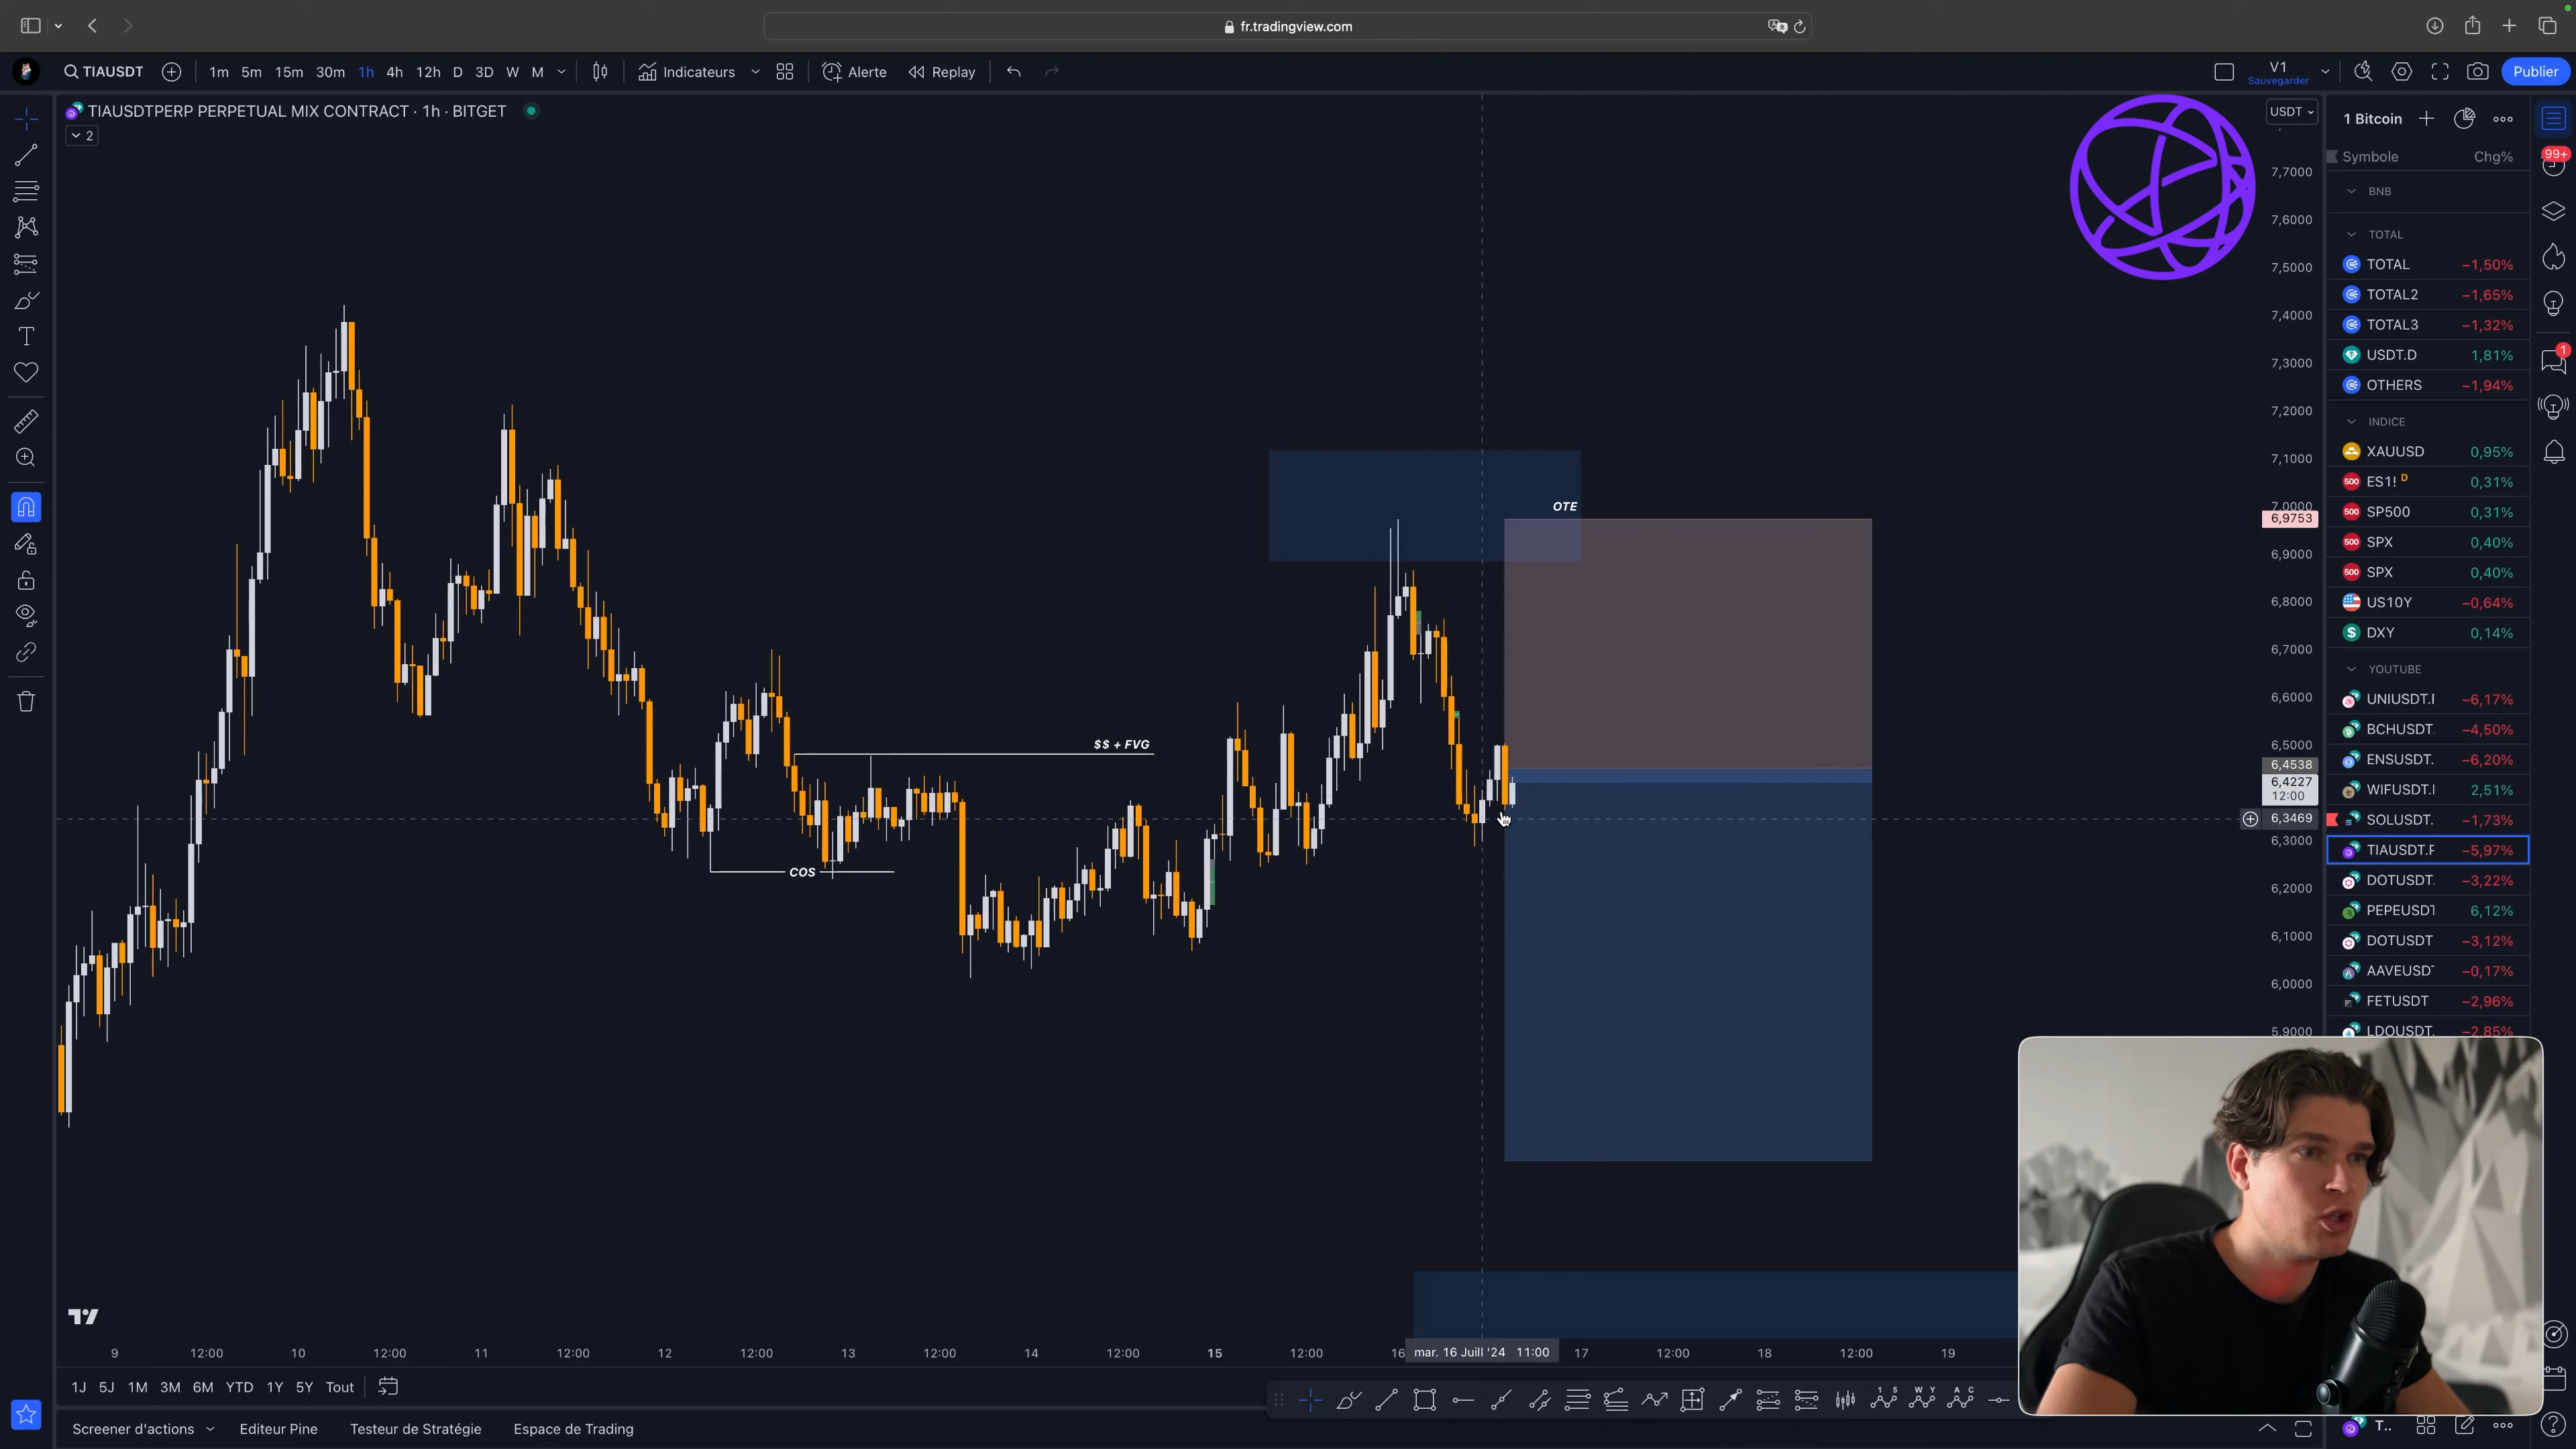 fr.tradingview.com
TIAUSDT 1m 5m 15m 30m 1h 4h 12h D 3D W M Indicateurs Alerte Replay V1 Sauvegarder Publier
TIAUSDTPERP PERPETUAL MIX CONTRACT · 1h · BITGET
2
USDT
7,7000
7,6000
7,5000
7,4000
7,3000
7,2000
7,1000
7,0000
6,9753
6,9000
6,8000
6,7000
6,6000
6,5000
6,4538
6,4227
12:00
6,3469
6,3000
6,2000
6,1000
6,0000
5,9000
OTE
$$ + FVG
COS
1 Bitcoin
Symbole Chg%
BNB
TOTAL
TOTAL −1,50%
TOTAL2 −1,65%
TOTAL3 −1,32%
USDT.D 1,81%
OTHERS −1,94%
INDICE
XAUUSD 0,95%
ES1! D 0,31%
SP500 0,31%
SPX 0,40%
SPX 0,40%
US10Y −0,64%
DXY 0,14%
YOUTUBE
UNIUSDT.I −6,17%
BCHUSDT. −4,50%
ENSUSDT. −6,20%
WIFUSDT.I 2,51%
SOLUSDT. −1,73%
TIAUSDT.F −5,97%
DOTUSDT. −3,22%
PEPEUSDT 6,12%
DOTUSDT −3,12%
AAVEUSD −0,17%
FETUSDT −2,96%
LDOUSDT. −2,85%
99+
1
9 12:00 10 12:00 11 12:00 12 12:00 13 12:00 14 12:00 15 12:00 16 mar. 16 Juill '24 11:00 17 12:00 18 12:00 19
1J 5J 1M 3M 6M YTD 1Y 5Y Tout
Screener d'actions Editeur Pine Testeur de Stratégie Espace de Trading
T..